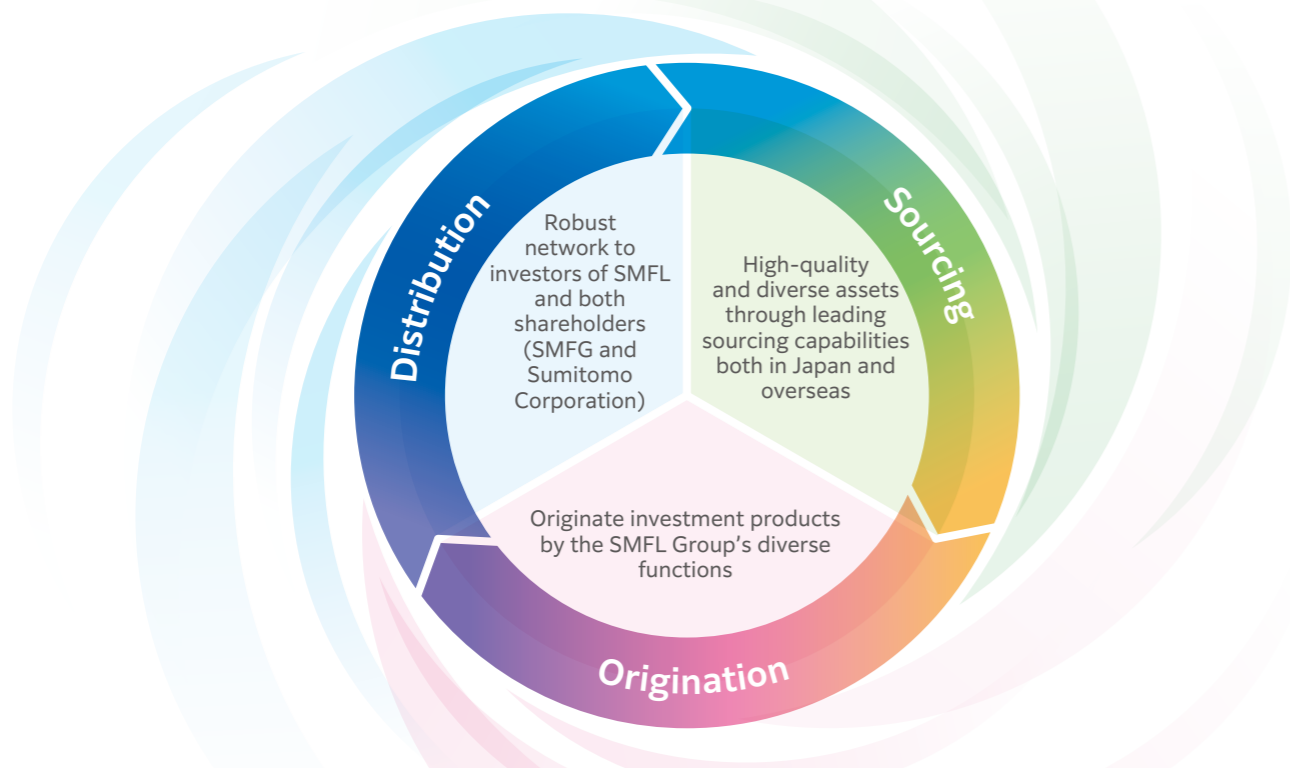 Distribution
Robust
network to
investors of SMFL
and both
shareholders
(SMFG and
Sumitomo
Corporation)
Sourcing
High-quality
and diverse assets
through leading
sourcing capabilities
both in Japan and
overseas
Originate investment products
by the SMFL Group's diverse
functions
Origination